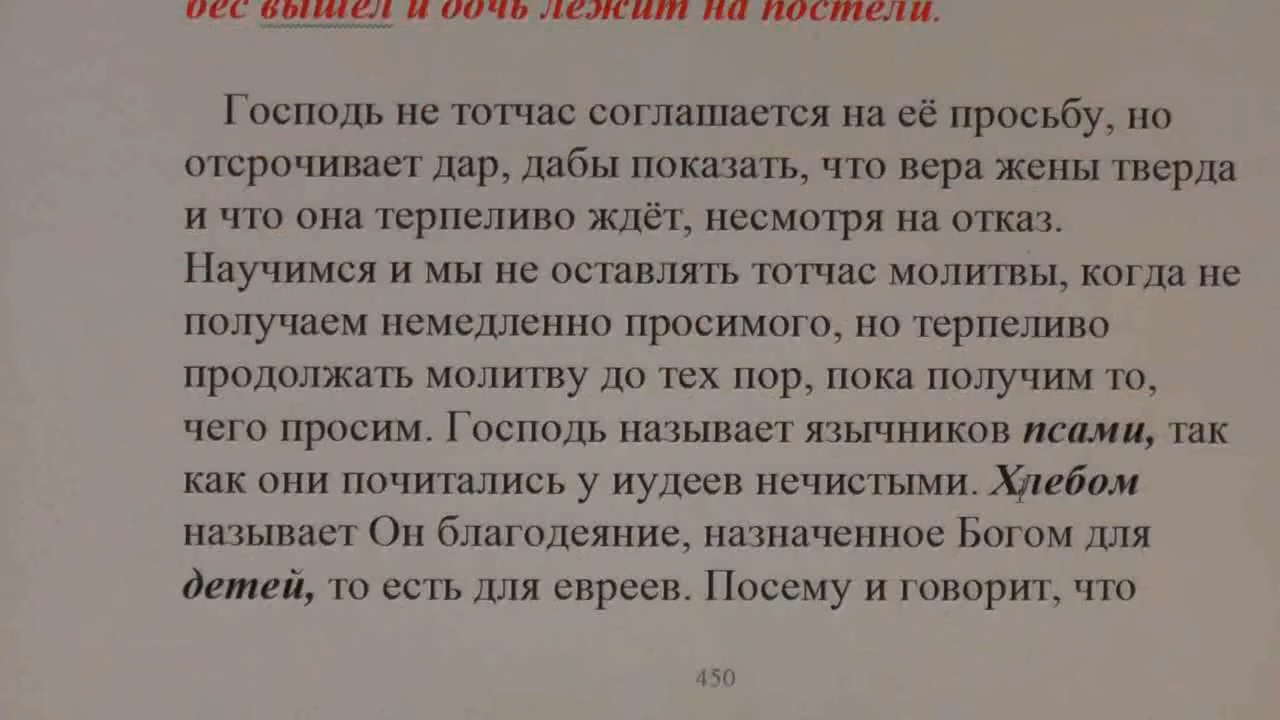 бес вышел и дочь лежит на постели.
Господь не тотчас соглашается на её просьбу, но
отсрочивает дар, дабы показать, что вера жены тверда
и что она терпеливо ждёт, несмотря на отказ.
Научимся и мы не оставлять тотчас молитвы, когда не
получаем немедленно просимого, но терпеливо
продолжать молитву до тех пор, пока получим то,
чего просим. Господь называет язычников псами, так
как они почитались у иудеев нечистыми. Хлебом
называет Он благодеяние, назначенное Богом для
детей, то есть для евреев. Посему и говорит, что
450